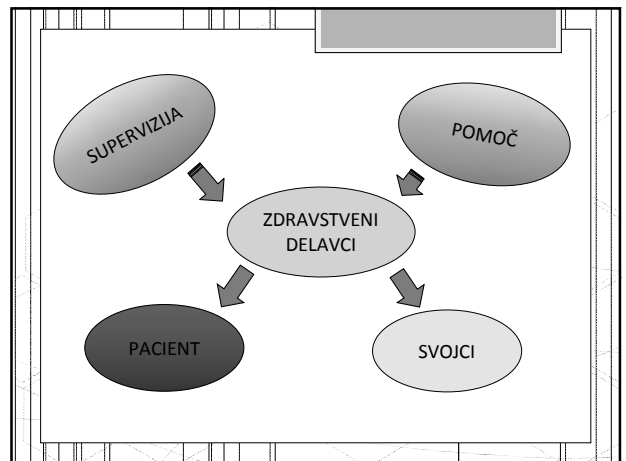 SUPERVIZIJA
POMOČ
ZDRAVSTVENI
DELAVCI
PACIENT
SVOJCI